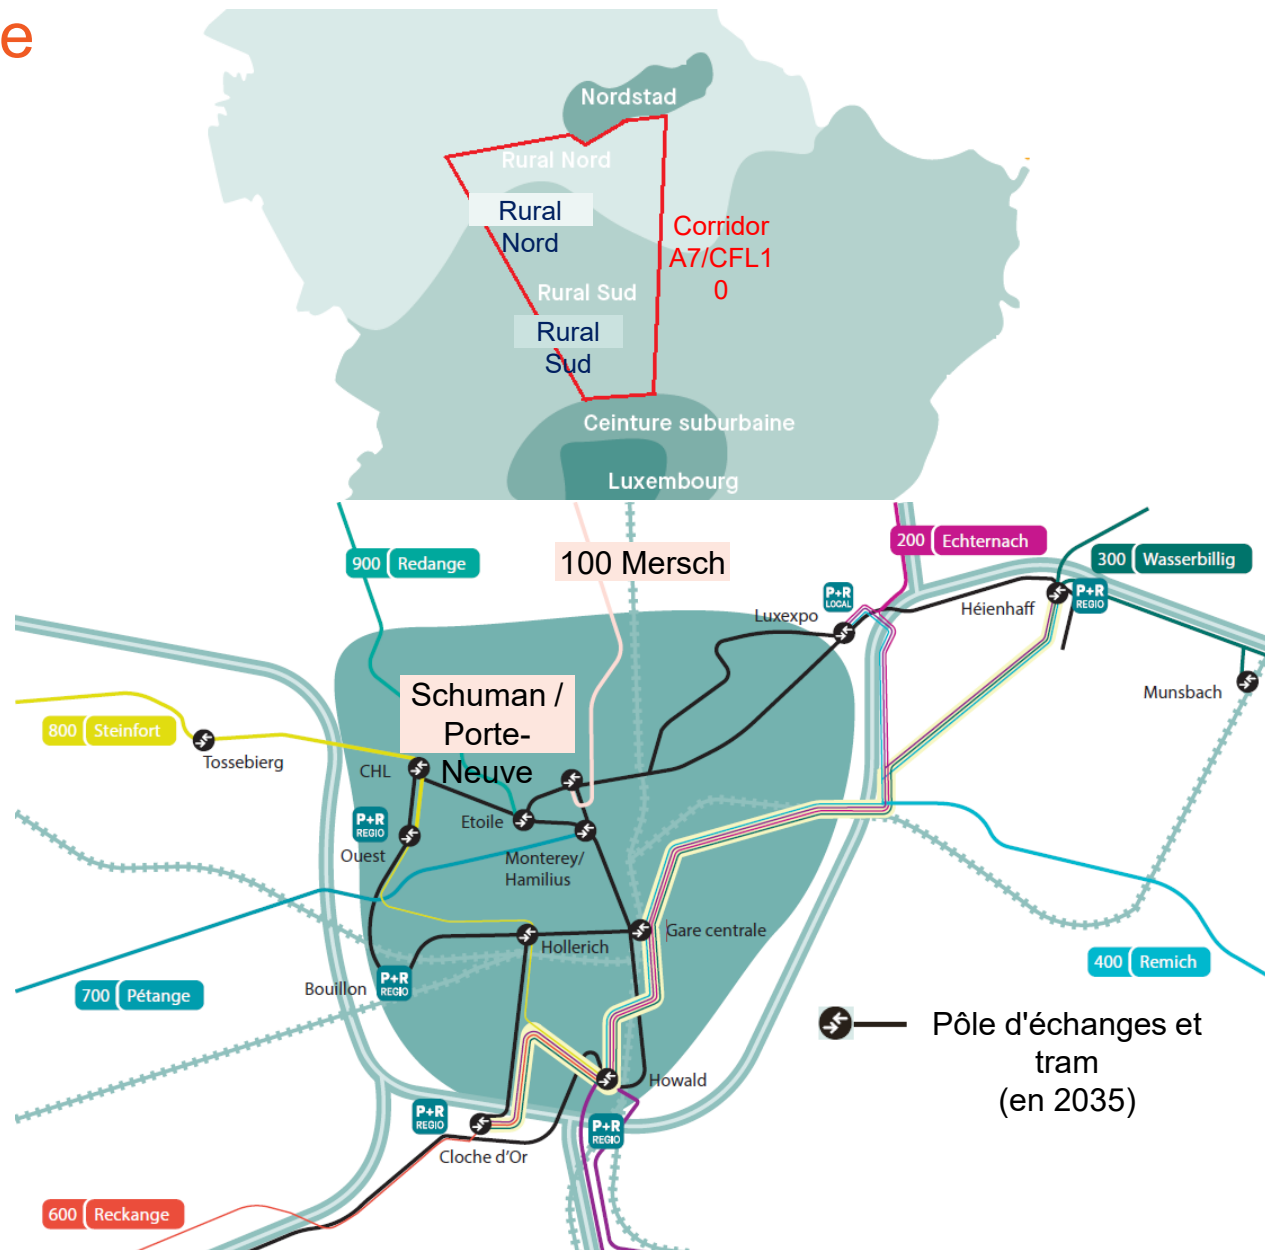 e
Nordstad
Rural Nord
Rural
Nord
Corridor
A7/CFL1
0
Rural Sud
Rural
Sud
Ceinture suburbaine
Luxembourg
900 Redange
100 Mersch
200 Echternach
300 Wasserbillig
P+R
LOCAL
Luxexpo
Héienhaff
P+R
REGIO
Munsbach
Schuman /
Porte-
Neuve
800 Steinfort
Tossebierg
CHL
P+R
REGIO
Ouest
Etoile
Monterey/
Hamilius
Gare centrale
Hollerich
400 Remich
700 Pétange
Bouillon
P+R
REGIO
Pôle d'échanges et
tram
(en 2035)
Howald
P+R
REGIO
P+R
REGIO
Cloche d'Or
600 Reckange